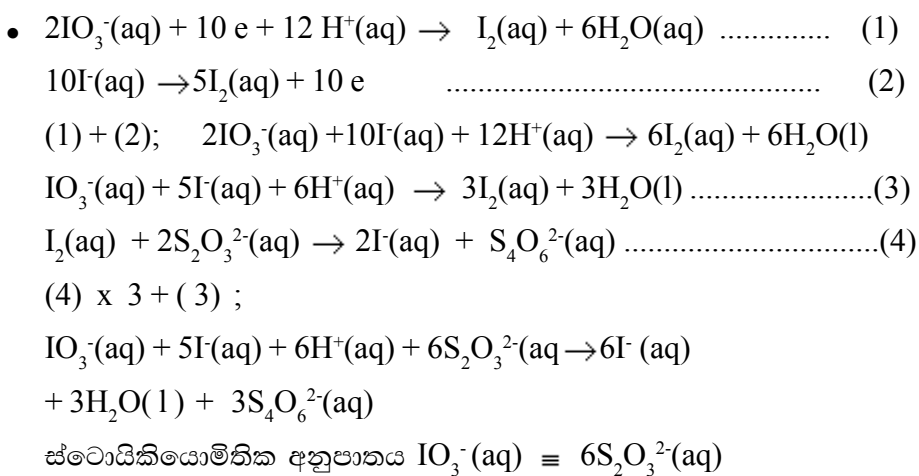 • 2IO₃⁻(aq) + 10 e + 12 H⁺(aq) → I₂(aq) + 6H₂O(aq) .............. (1)
10I⁻(aq) →5I₂(aq) + 10 e ......................................... (2)
(1) + (2); 2IO₃⁻(aq) +10I⁻(aq) + 12H⁺(aq) → 6I₂(aq) + 6H₂O(l)
IO₃⁻(aq) + 5I⁻(aq) + 6H⁺(aq) → 3I₂(aq) + 3H₂O(l) .......................(3)
I₂(aq) + 2S₂O₃²⁻(aq) → 2I⁻(aq) + S₄O₆²⁻(aq) ................................(4)
(4) x 3 + ( 3) ;
IO₃⁻(aq) + 5I⁻(aq) + 6H⁺(aq) + 6S₂O₃²⁻(aq →6I⁻ (aq)
+ 3H₂O( l ) + 3S₄O₆²⁻(aq)
ස්ටොයිකියොමිතික අනුපාතය IO₃⁻ (aq) ≡ 6S₂O₃²⁻(aq)